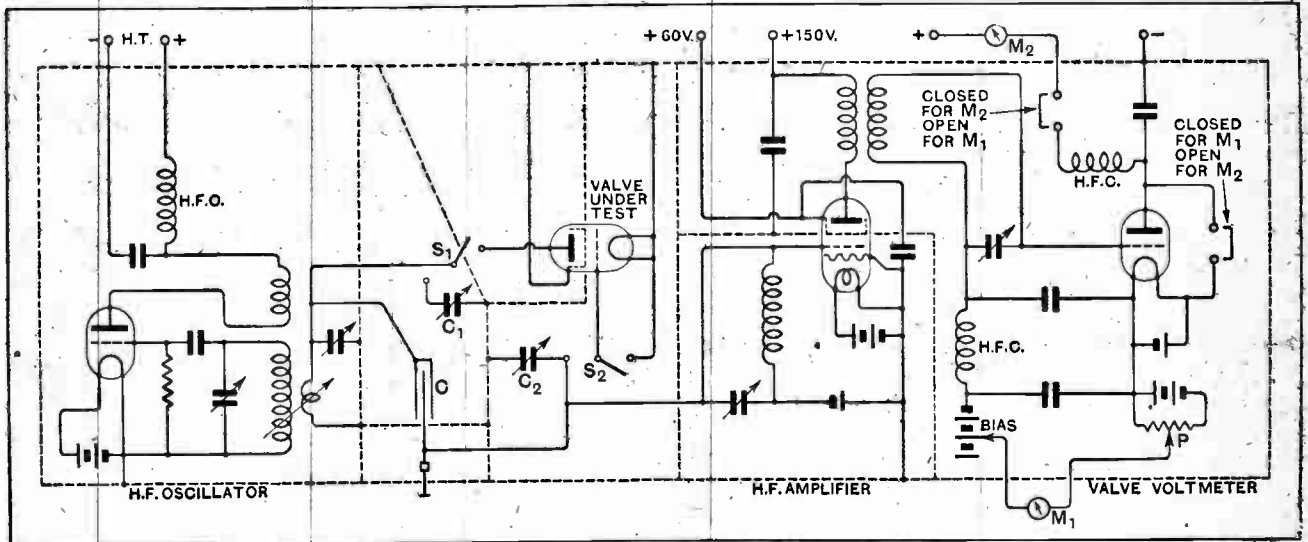 - H.T. +
+ 60V.
+150V.
+
M2
-
CLOSED
FOR M2
OPEN
FOR M1
CLOSED
FOR M1
OPEN
FOR M2
H.F.O.
VALVE
UNDER
TEST
H.F.C.
S1
C1
C2
S2
C
H.F.C.
BIAS
P
M1
H.F. OSCILLATOR
H.F. AMPLIFIER
VALVE VOLTMETER